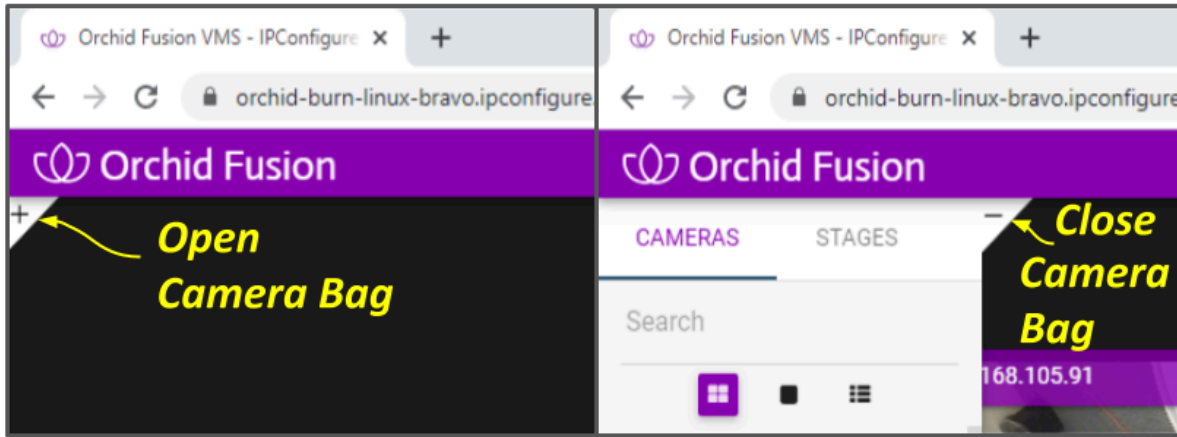 Orchid Fusion VMS - IPConfigure
orchid-burn-linux-bravo.ipconfigure.
Orchid Fusion
Open
Camera Bag
Orchid Fusion VMS - IPConfigure
orchid-burn-linux-bravo.ipconfigure
Orchid Fusion
CAMERAS STAGES
Search
Close
Camera
Bag
168.105.91